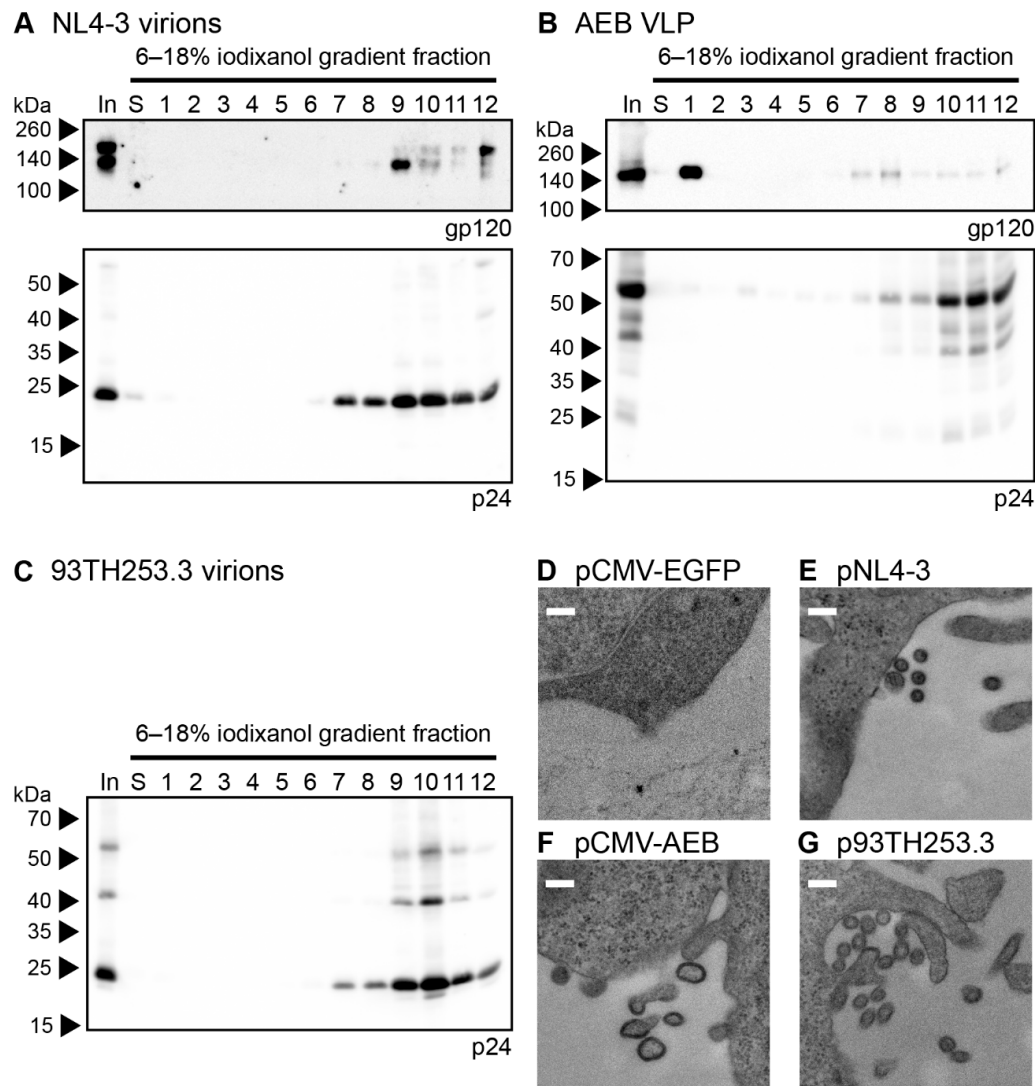 A NL4-3 virions
6–18% iodixanol gradient fraction
kDa In S 1 2 3 4 5 6 7 8 9 10 11 12
260
140
100
gp120
50
40
35
25
15
p24
B AEB VLP
6–18% iodixanol gradient fraction
kDa In S 1 2 3 4 5 6 7 8 9 10 11 12
260
140
100
gp120
70
50
40
35
25
15
p24
C 93TH253.3 virions
6–18% iodixanol gradient fraction
kDa In S 1 2 3 4 5 6 7 8 9 10 11 12
70
50
40
35
25
15
p24
D pCMV-EGFP
E pNL4-3
F pCMV-AEB
G p93TH253.3